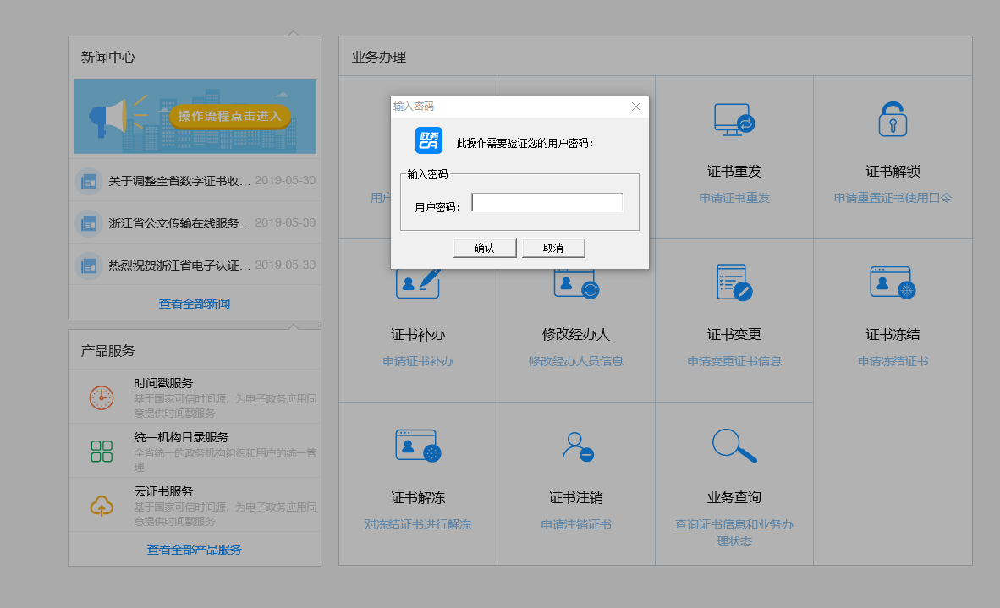 新闻中心
操作流程点击进入
关于调整全省数字证书收... 2019-05-30
浙江省公文传输在线服务... 2019-05-30
热烈祝贺浙江省电子认证... 2019-05-30
查看全部新闻
产品服务
时间戳服务
基于国家可信时间源，为电子政务应用同
意提供时间戳服务
统一机构目录服务
全省统一的政务机构组织和用户的统一管
理
云证书服务
基于国家可信时间源，为电子政务应用同
意提供时间戳服务
查看全部产品服务
业务办理
用户
证书重发
申请证书重发
证书解锁
申请重置证书使用口令
输入密码
政务
CA
此操作需要验证您的用户密码：
输入密码
用户密码：
确认
取消
证书补办
申请证书补办
修改经办人
修改经办人员信息
证书变更
申请变更证书信息
证书冻结
申请冻结证书
证书解冻
对冻结证书进行解冻
证书注销
申请注销证书
业务查询
查询证书信息和业务办
理状态